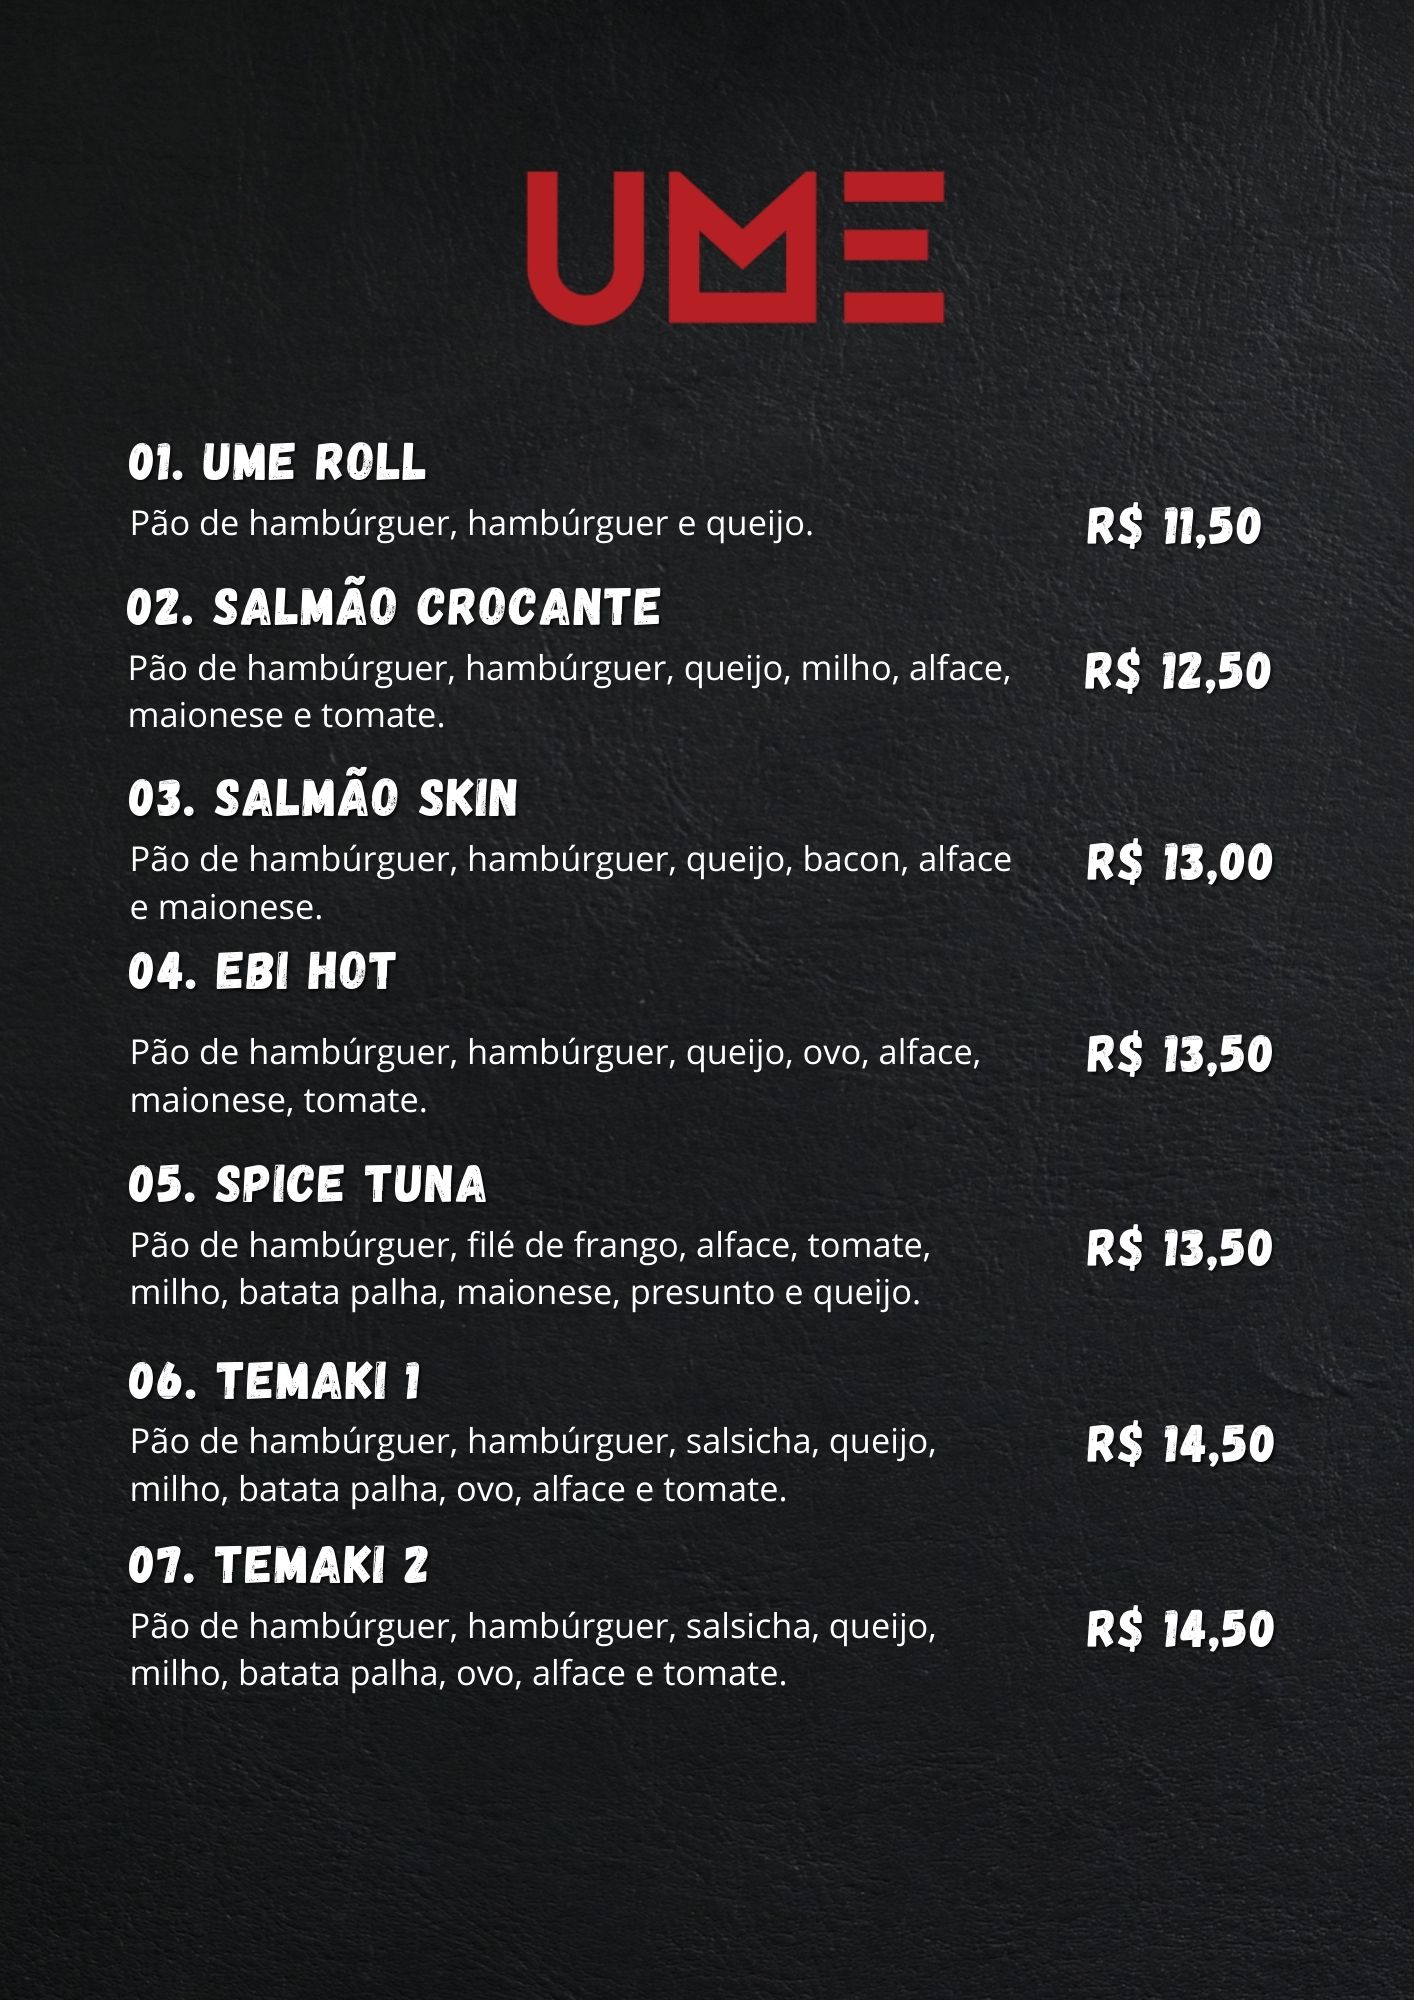 UME
01. UME ROLL
Pão de hambúrguer, hambúrguer e queijo.
R$ 11,50
02. SALMÃO CROCANTE
Pão de hambúrguer, hambúrguer, queijo, milho, alface,
maionese e tomate.
R$ 12,50
03. SALMÃO SKIN
Pão de hambúrguer, hambúrguer, queijo, bacon, alface
e maionese.
R$ 13,00
04. EBI HOT
Pão de hambúrguer, hambúrguer, queijo, ovo, alface,
maionese, tomate.
R$ 13,50
05. SPICE TUNA
Pão de hambúrguer, filé de frango, alface, tomate,
milho, batata palha, maionese, presunto e queijo.
R$ 13,50
06. TEMAKI 1
Pão de hambúrguer, hambúrguer, salsicha, queijo,
milho, batata palha, ovo, alface e tomate.
R$ 14,50
07. TEMAKI 2
Pão de hambúrguer, hambúrguer, salsicha, queijo,
milho, batata palha, ovo, alface e tomate.
R$ 14,50